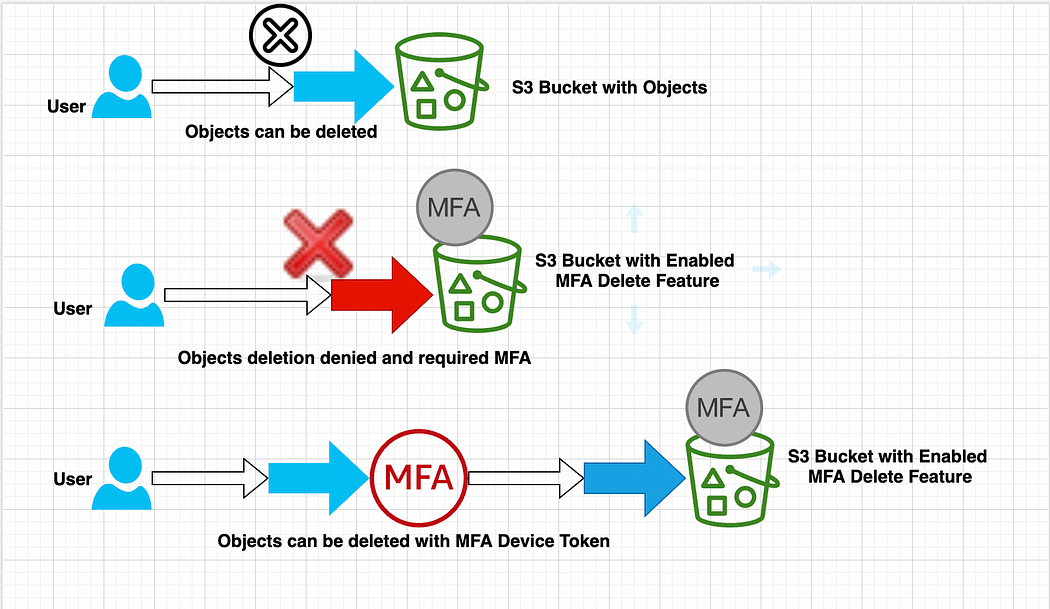 User
S3 Bucket with Objects
Objects can be deleted
MFA
User
S3 Bucket with Enabled
MFA Delete Feature
Objects deletion denied and required MFA
MFA
User
MFA
S3 Bucket with Enabled
MFA Delete Feature
Objects can be deleted with MFA Device Token